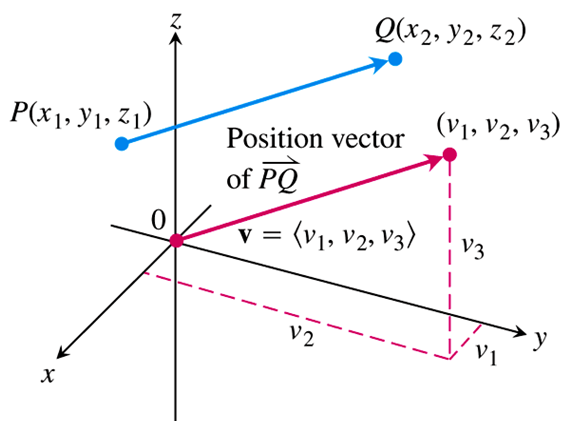 z
Q(x₂, y₂, z₂)
P(x₁, y₁, z₁)
(v₁, v₂, v₃)
Position vector
of \overrightarrow{PQ}
0
v = ⟨v₁, v₂, v₃⟩
v₃
v₂
v₁
y
x